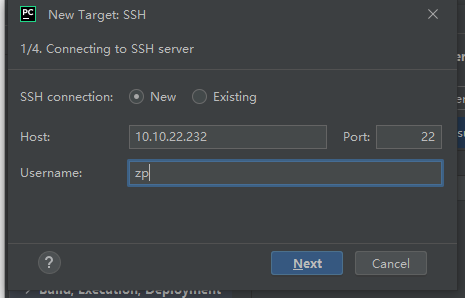 PC New Target: SSH
1/4. Connecting to SSH server
SSH connection: New Existing
Host: 10.10.22.232 Port: 22
Username: zp
? Next Cancel
Build, Execution, Deployment